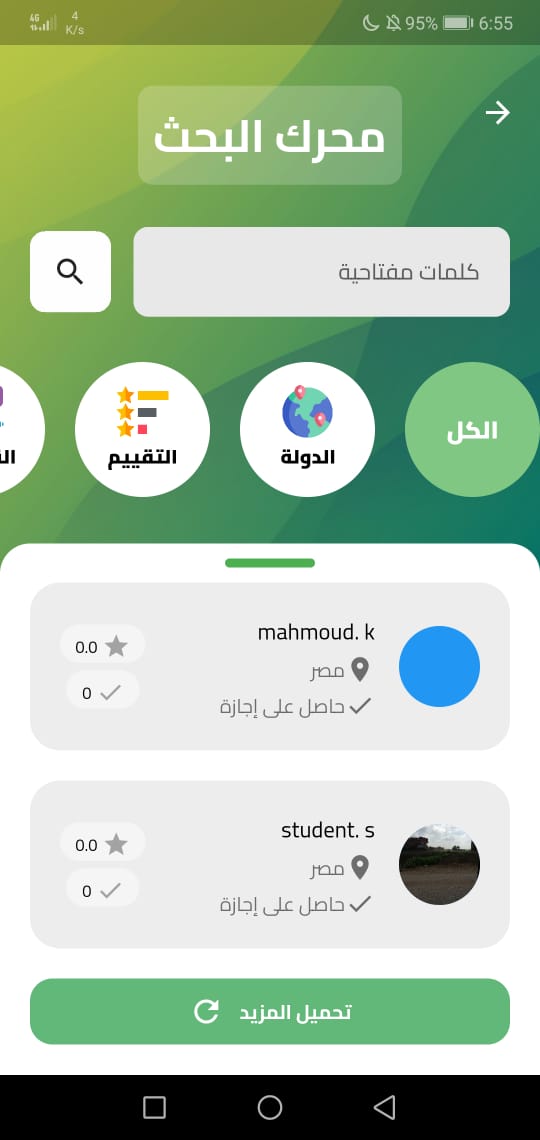 4G
4
K/s
95%
6:55
محرك البحث
كلمات مفتاحية
الكل
الدولة
التقييم
mahmoud. k
مصر
حاصل على إجازة
0.0
0
student. s
مصر
حاصل على إجازة
0.0
0
تحميل المزيد